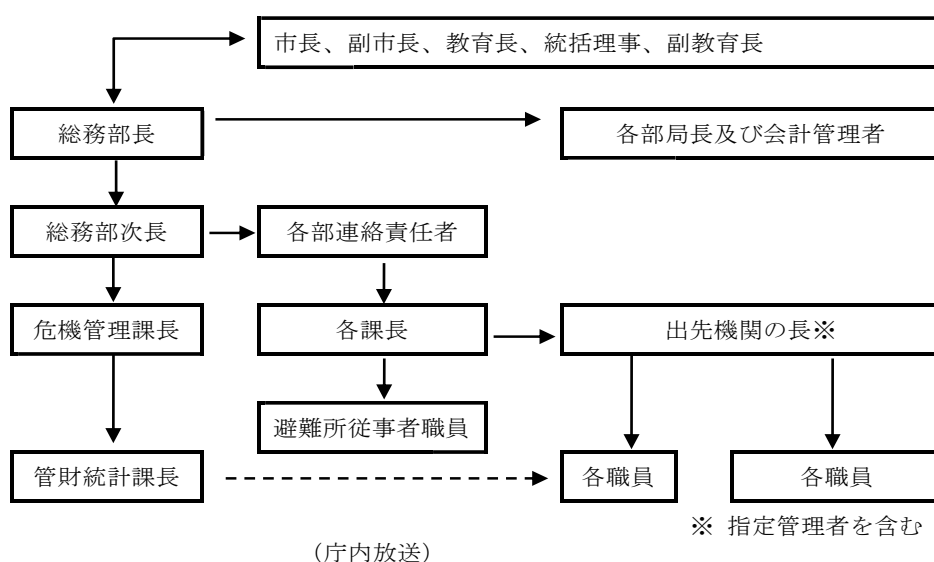 市長、副市長、教育長、統括理事、副教育長
総務部長
各部局長及び会計管理者
総務部次長
各部連絡責任者
危機管理課長
各課長
出先機関の長※
避難所従事者職員
管財統計課長
各職員
各職員
※ 指定管理者を含む
（庁内放送）